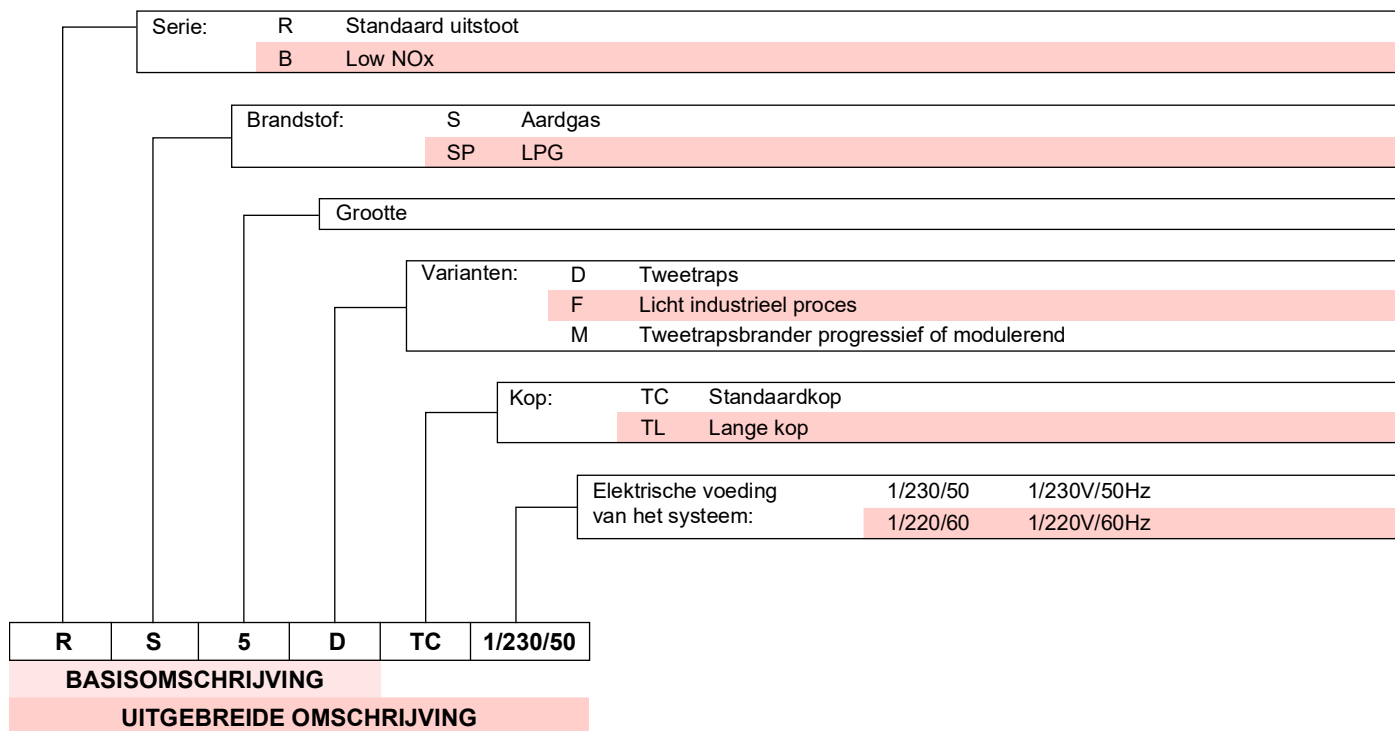 Serie: R Standaard uitstoot
B Low NOx
Brandstof: S Aardgas
SP LPG
Grootte
Varianten: D Tweetraps
F Licht industrieel proces
M Tweetrapsbrander progressief of modulerend
Kop: TC Standaardkop
TL Lange kop
Elektrische voeding 1/230/50 1/230V/50Hz
van het systeem: 1/220/60 1/220V/60Hz
R S 5 D TC 1/230/50
BASISOMSCHRIJVING
UITGEBREIDE OMSCHRIJVING